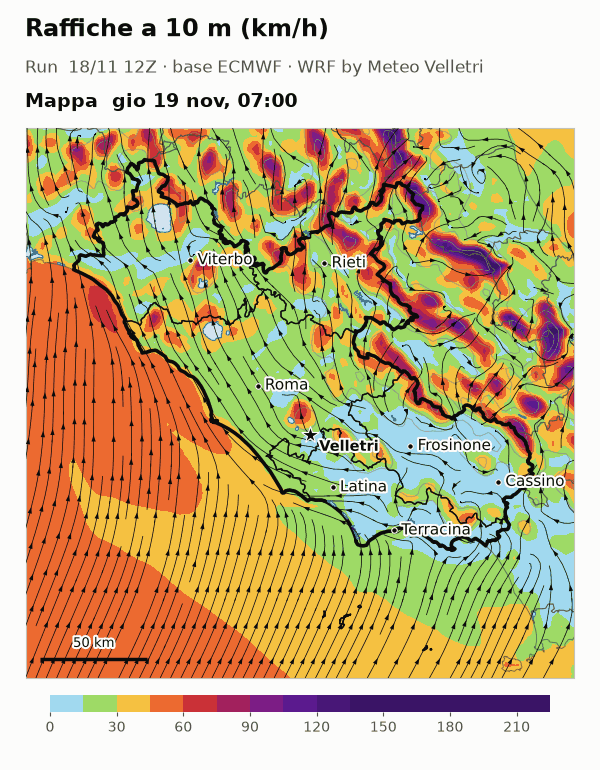 Raffiche a 10 m (km/h)
Run  18/11 12Z · base ECMWF · WRF by Meteo Velletri
Mappa  gio 19 nov, 07:00
Viterbo
Rieti
Roma
Velletri
Frosinone
Latina
Cassino
Terracina
50 km
0 30 60 90 120 150 180 210